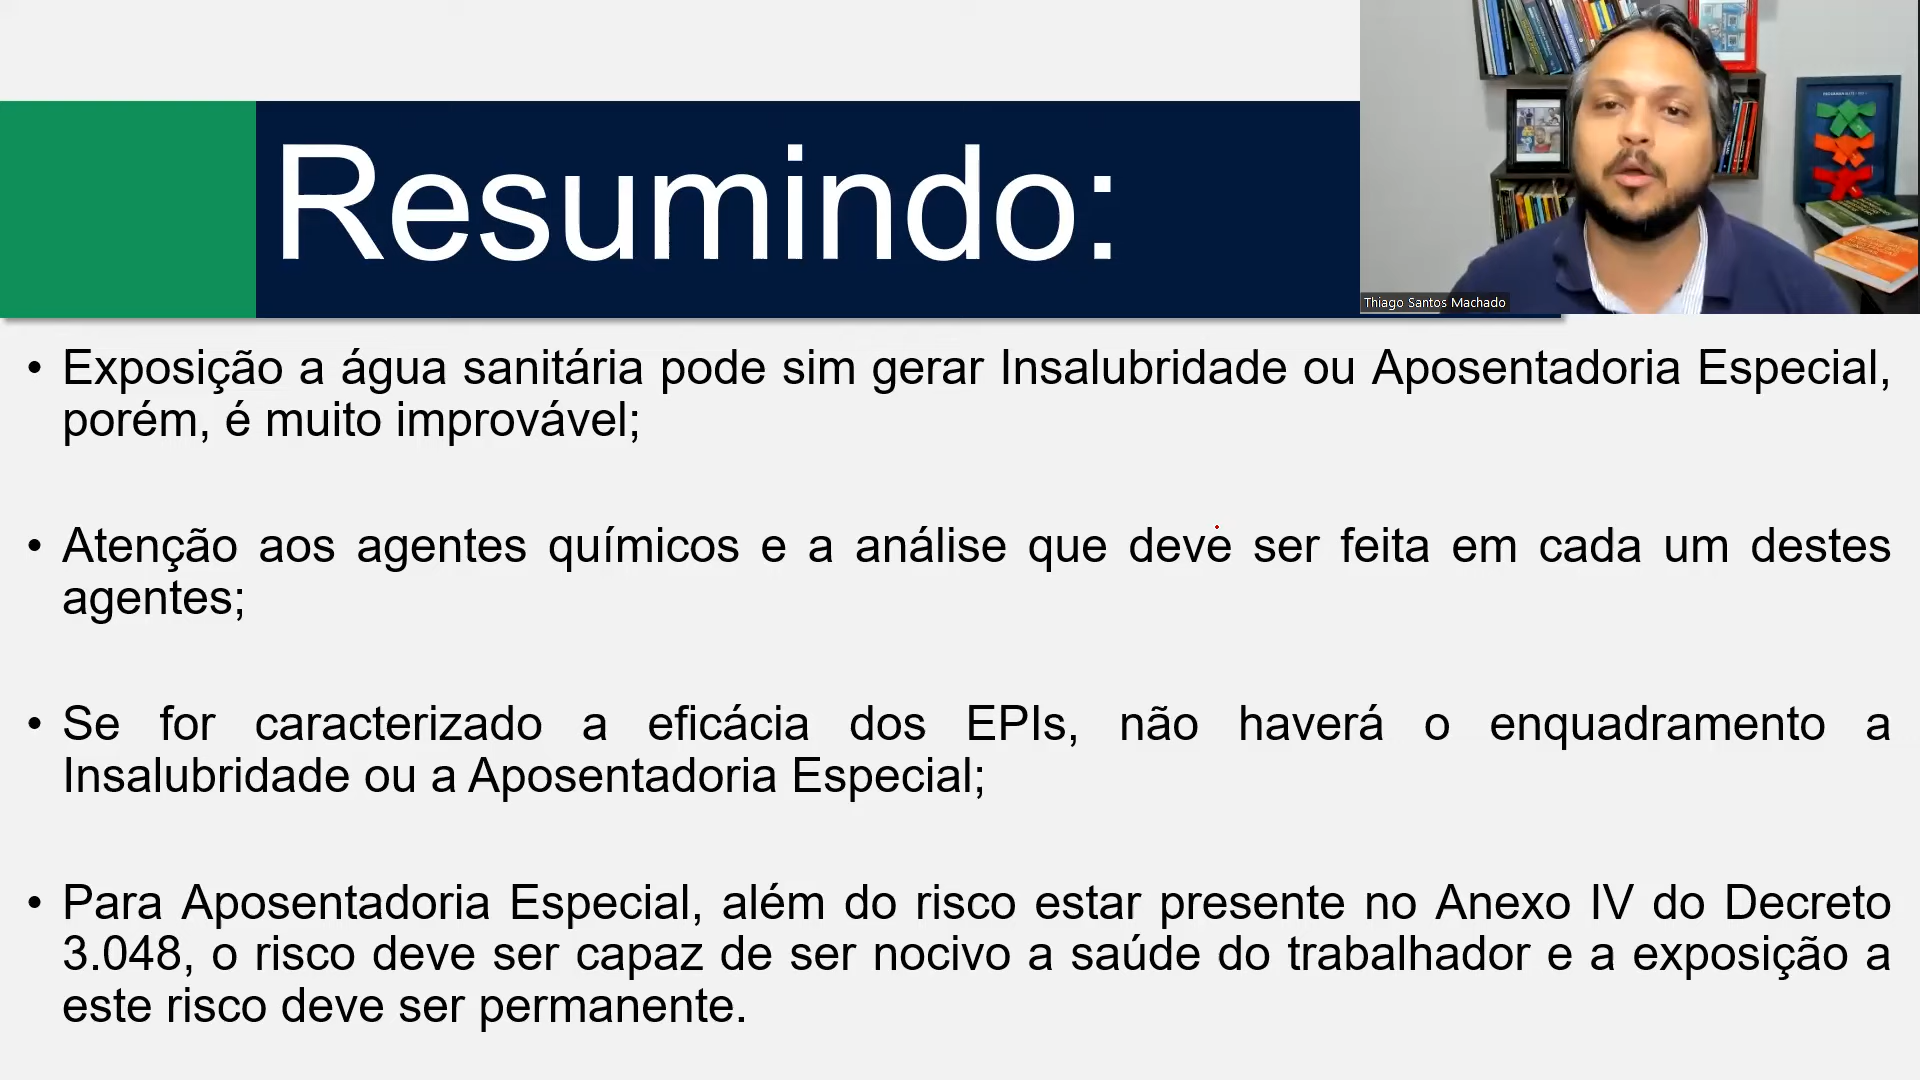 Resumindo:
Thiago Santos Machado
• Exposição a água sanitária pode sim gerar Insalubridade ou Aposentadoria Especial,
porém, é muito improvável;
• Atenção aos agentes químicos e a análise que deve ser feita em cada um destes
agentes;
• Se for caracterizado a eficácia dos EPIs, não haverá o enquadramento a
Insalubridade ou a Aposentadoria Especial;
• Para Aposentadoria Especial, além do risco estar presente no Anexo IV do Decreto
3.048, o risco deve ser capaz de ser nocivo a saúde do trabalhador e a exposição a
este risco deve ser permanente.